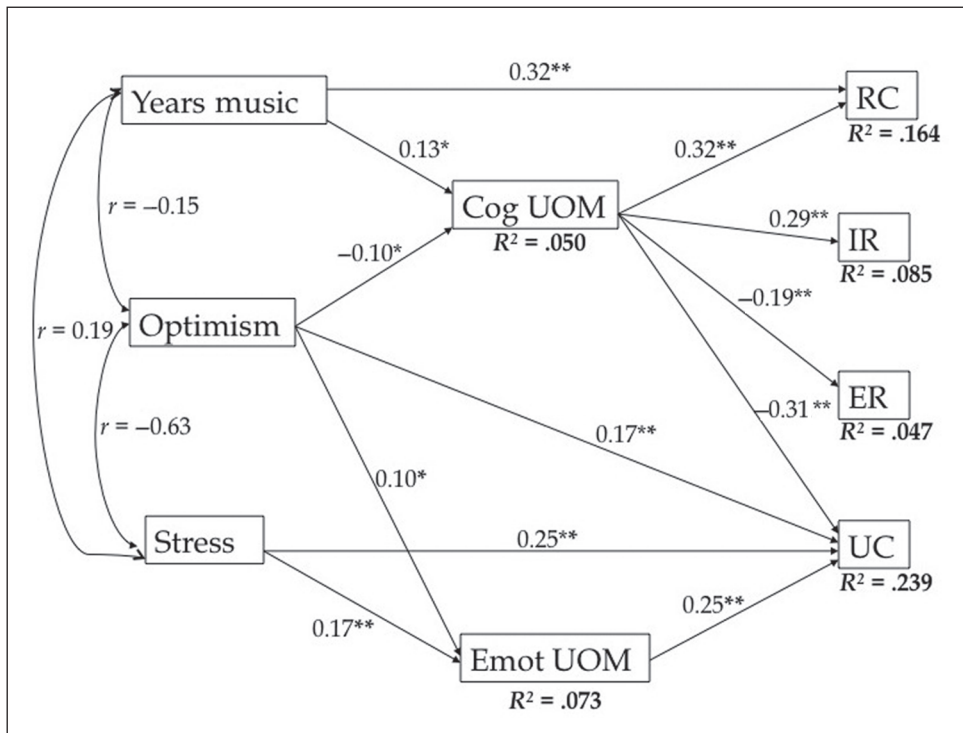 0.32**
Years music
RC
R² = .164
0.13*
0.32**
r = –0.15
Cog UOM
R² = .050
0.29**
IR
R² = .085
–0.10*
–0.19**
Optimism
r = 0.19
ER
R² = .047
–0.31**
r = –0.63
0.17**
0.10*
Stress
0.25**
UC
R² = .239
0.17**
0.25**
Emot UOM
R² = .073